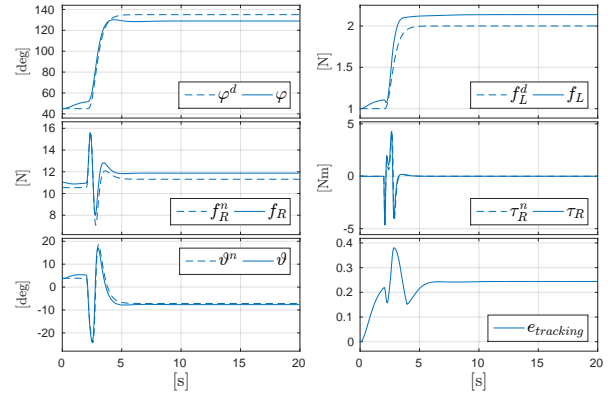 140
120
100
80
60
40
[deg]
φ^d φ
2
1.5
1
[N]
f_L^d f_L
16
14
12
10
8
[N]
f_R^n f_R
5
0
-5
[Nm]
τ_R^n τ_R
20
10
0
-10
-20
[deg]
ϑ^n ϑ
0 5 10 15 20
[s]
0.4
0.3
0.2
0.1
0
e_{tracking}
0 5 10 15 20
[s]